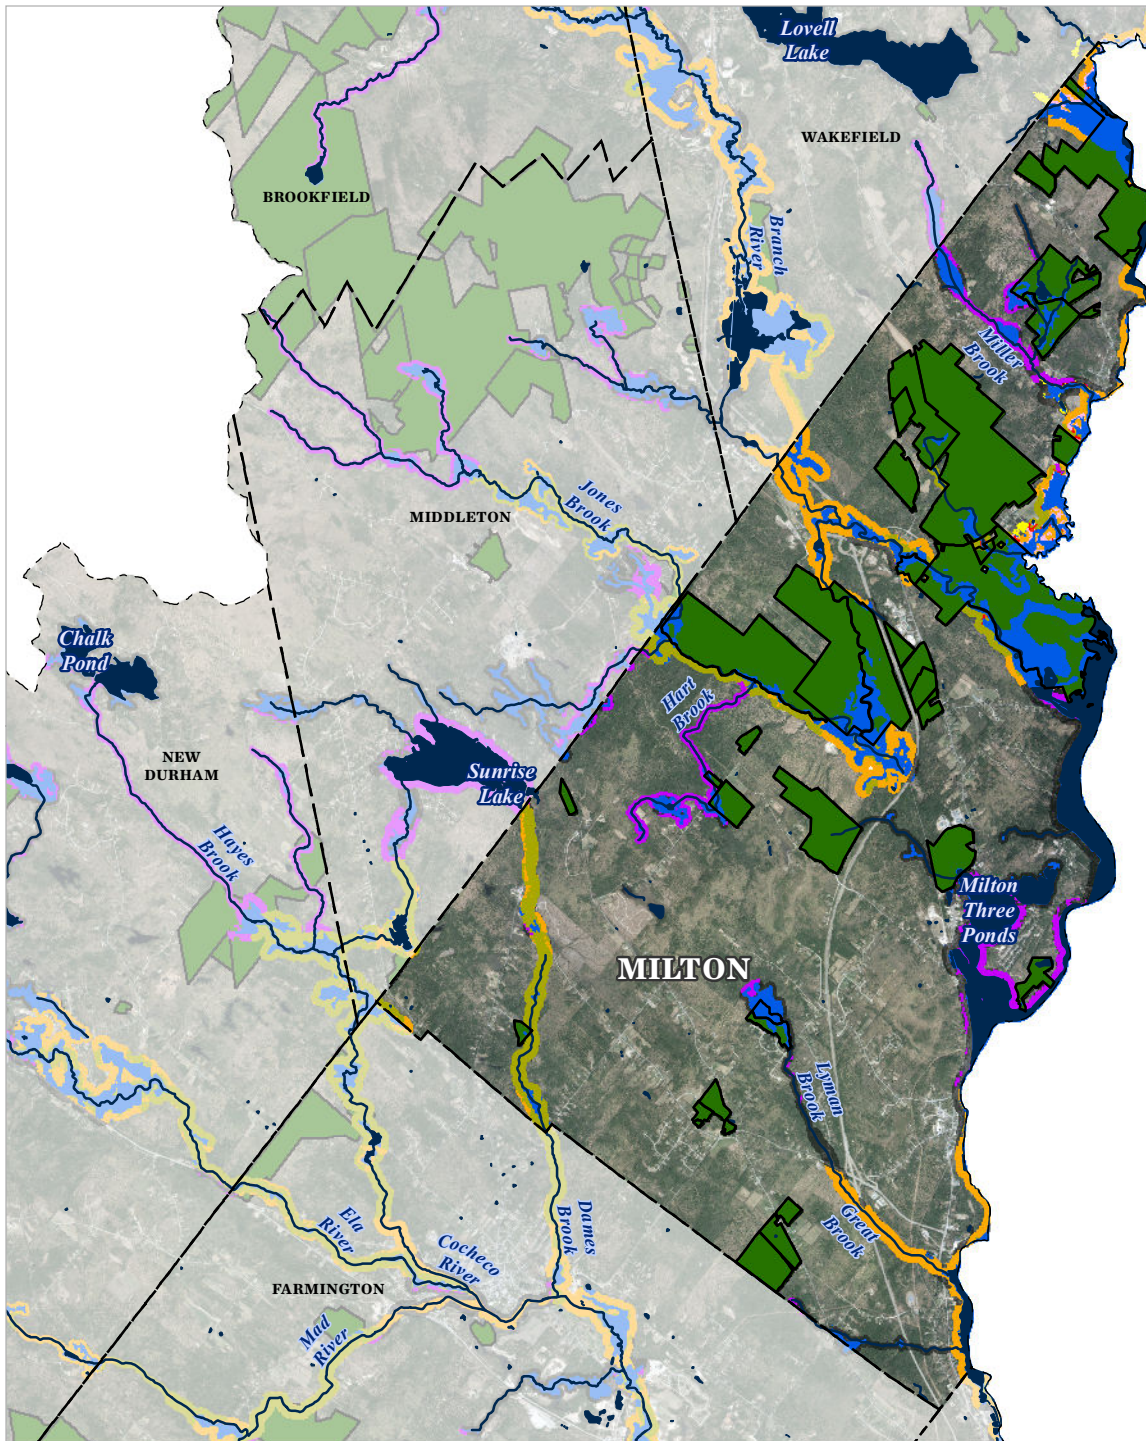 Lovell
Lake
WAKEFIELD
BROOKFIELD
Branch
River
Miller
Brook
Jones
Brook
MIDDLETON
Chalk
Pond
Hart
Brook
NEW
DURHAM
Sunrise
Lake
Hayes
Brook
Milton
Three
Ponds
MILTON
Lyman
Brook
Ela
River
Cocheco
River
Dames
Brook
Great
Brook
FARMINGTON
Mad
River